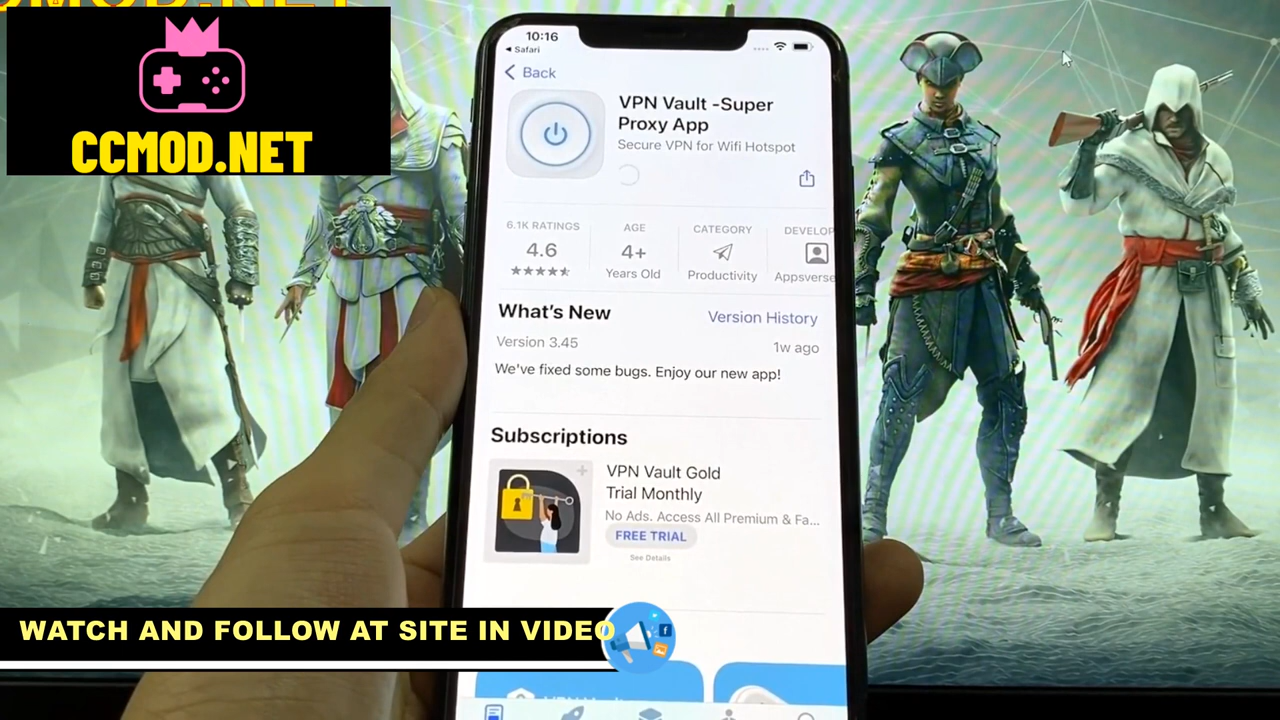 CCMOD.NET
10:16
Safari
Back
VPN Vault -Super
Proxy App
Secure VPN for Wifi Hotspot
6.1K RATINGS
4.6
AGE
4+
Years Old
CATEGORY
Productivity
DEVELOP
Appsverse
What's New
Version History
Version 3.45
1w ago
We've fixed some bugs. Enjoy our new app!
Subscriptions
VPN Vault Gold
Trial Monthly
No Ads. Access All Premium & Fa...
FREE TRIAL
See Details
WATCH AND FOLLOW AT SITE IN VIDEO